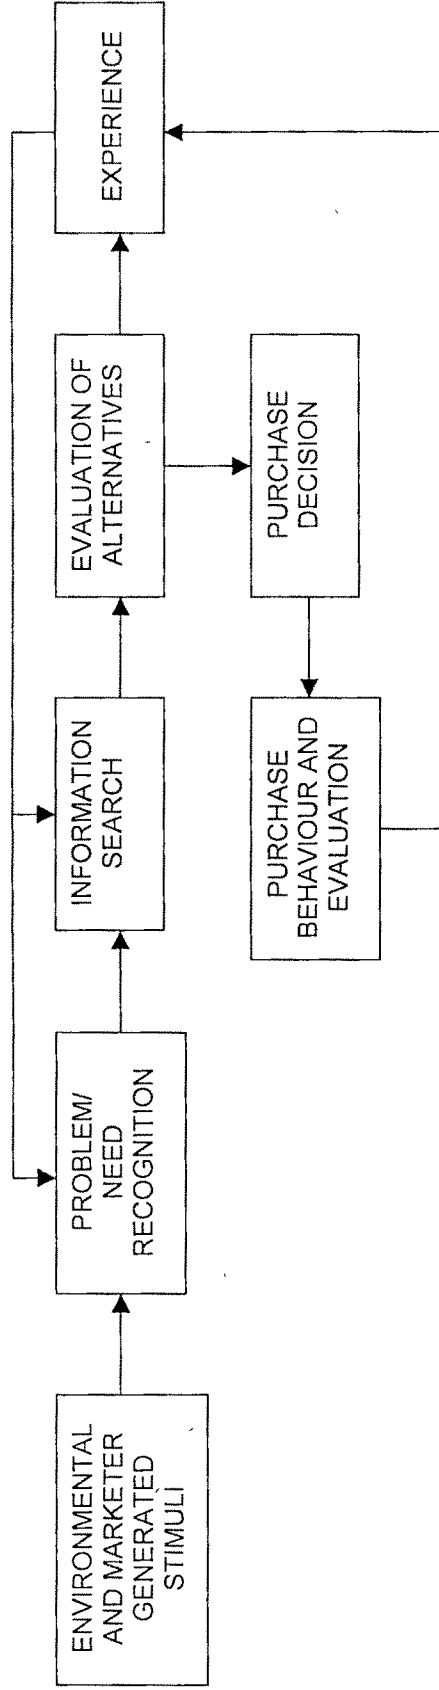 ENVIRONMENTAL
AND MARKETER
GENERATED
STIMULI
PROBLEM/
NEED
RECOGNITION
INFORMATION
SEARCH
EVALUATION OF
ALTERNATIVES
EXPERIENCE
PURCHASE
BEHAVIOUR AND
EVALUATION
PURCHASE
DECISION